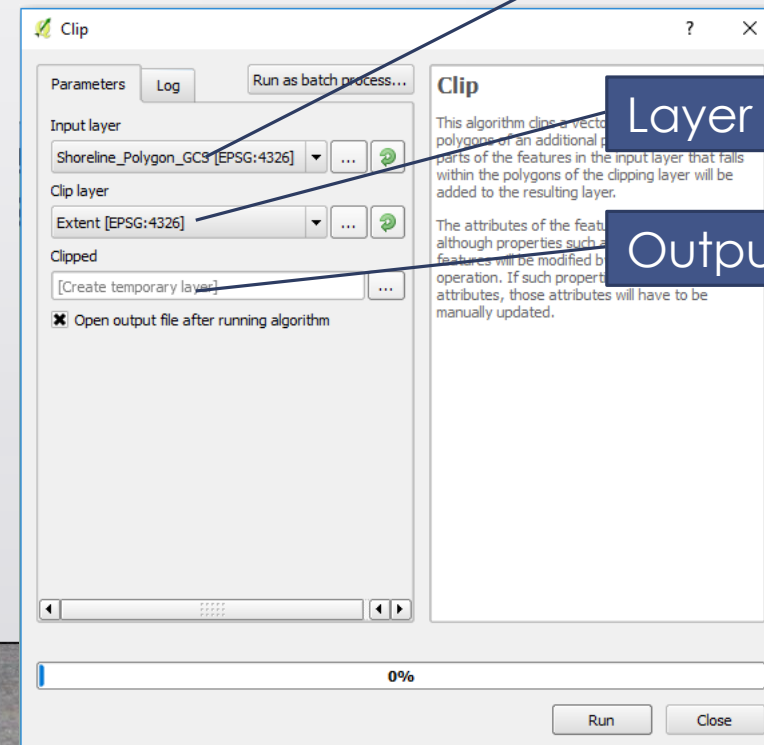 Clip
?
Parameters
Log
Run as batch process...
Input layer
Shoreline_Polygon_GCS [EPSG:4326]
...
Clip layer
Extent [EPSG:4326]
...
Clipped
[Create temporary layer]
...
Open output file after running algorithm
Clip
This algorithm clips a vecto
polygons of an additional p
parts of the features in the input layer that falls
within the polygons of the clipping layer will be
added to the resulting layer.
The attributes of the featu
although properties such a
features will be modified b
operation. If such properti
attributes, those attributes will have to be
manually updated.
Layer
Outpu
0%
Run
Close